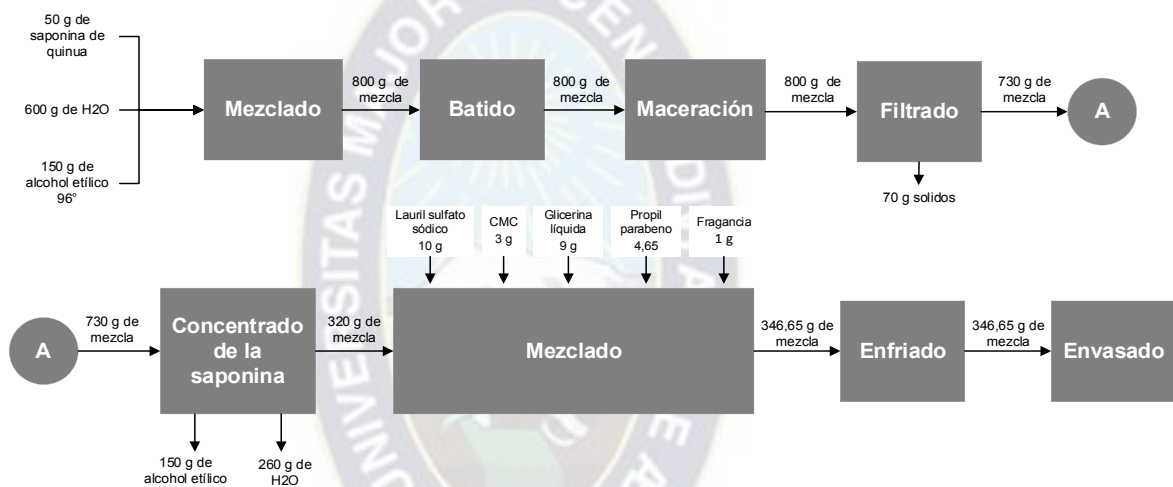 50 g de
saponina de
quinua
600 g de H2O
150 g de
alcohol etílico
96°
Mezclado
800 g de
mezcla
Batido
800 g de
mezcla
Maceración
800 g de
mezcla
Filtrado
730 g de
mezcla
A
70 g solidos
Lauril sulfato
sódico
10 g
CMC
3 g
Glicerina
líquida
9 g
Propil
parabeno
4,65
Fragancia
1 g
A
730 g de
mezcla
Concentrado
de la
saponina
320 g de
mezcla
Mezclado
346,65 g de
mezcla
Enfriado
346,65 g de
mezcla
Envasado
150 g de
alcohol etílico
260 g de
H2O
UNIVERSITAS MAJOR